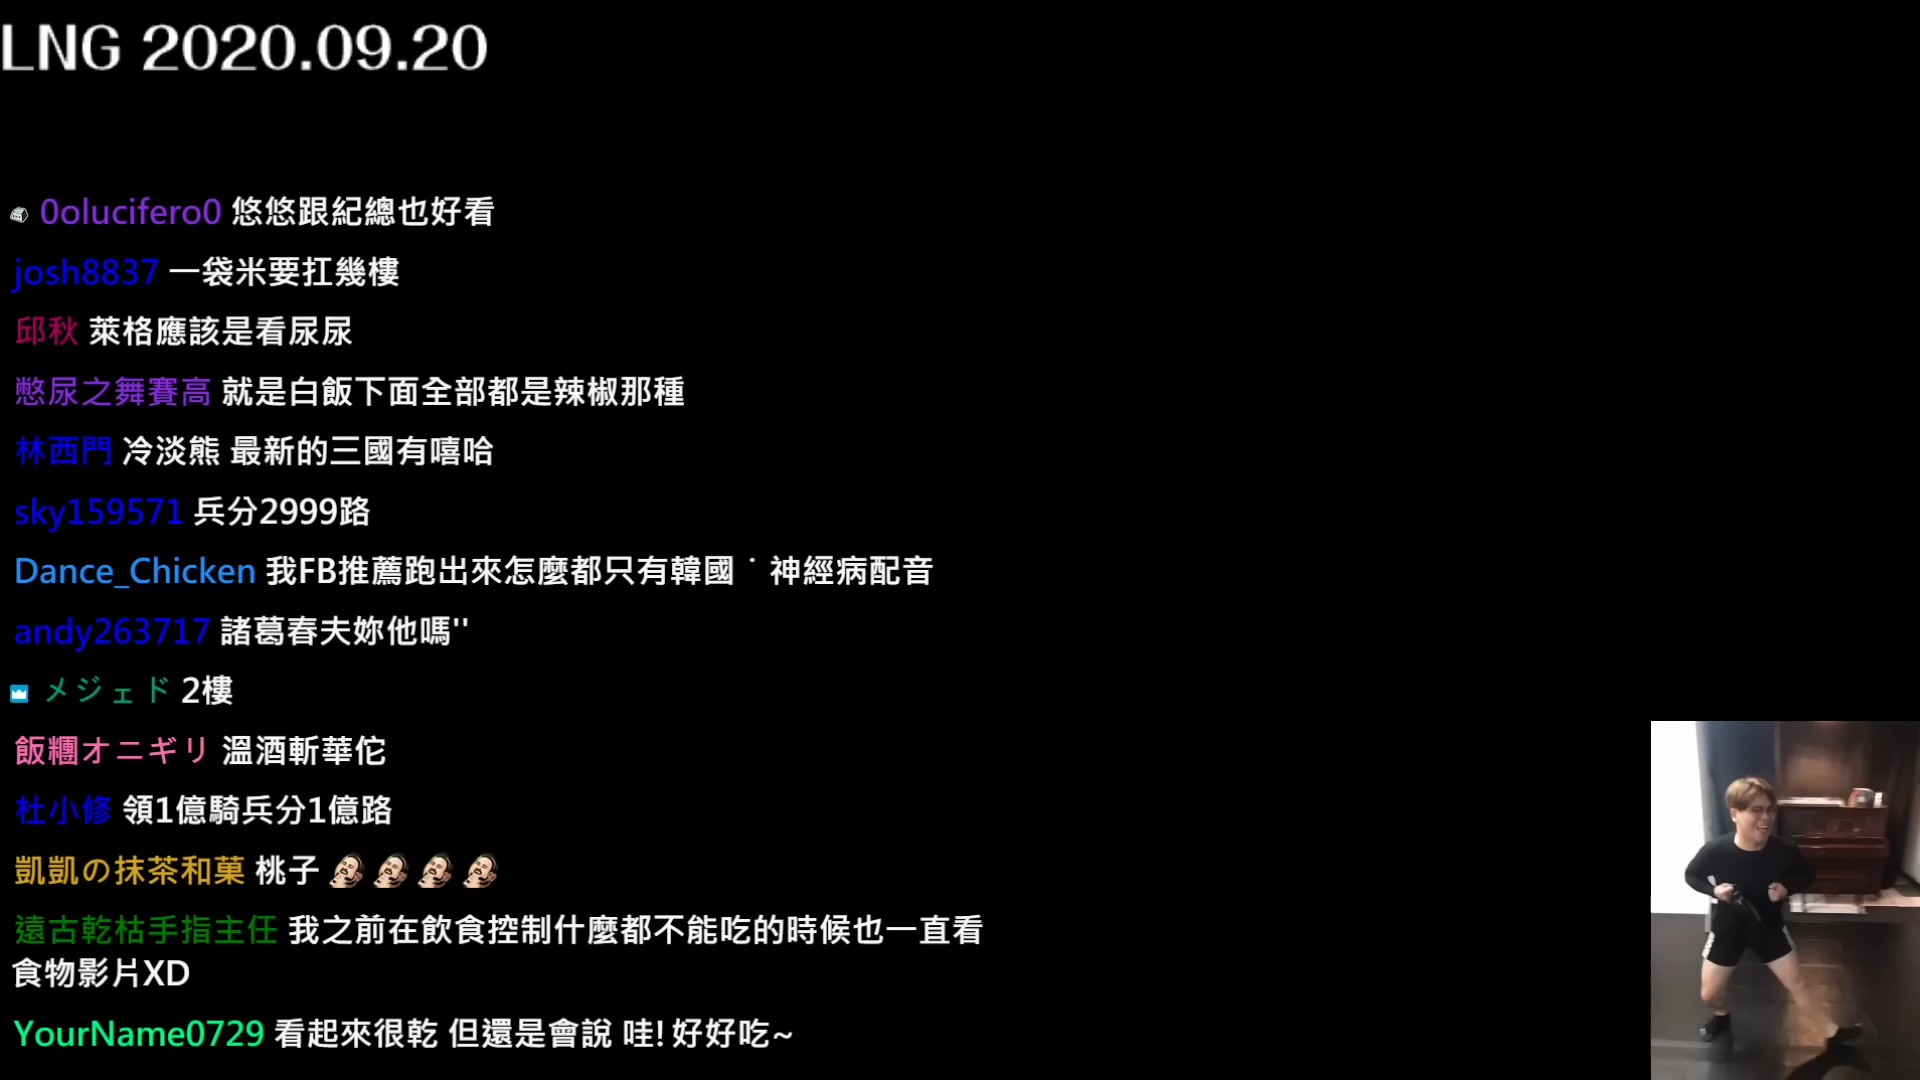 LNG 2020.09.20
0olucifero0 悠悠跟紀總也好看
josh8837 一袋米要扛幾樓
邱秋 萊格應該是看尿尿
憋尿之舞賽高 就是白飯下面全部都是辣椒那種
林西門 冷淡熊 最新的三國有嘻哈
sky159571 兵分2999路
Dance_Chicken 我FB推薦跑出來怎麼都只有韓國˙神經病配音
andy263717 諸葛春夫妳他嗎''
メジェド 2樓
飯糰オニギリ 溫酒斬華佗
杜小修 領1億騎兵分1億路
凱凱の抹茶和菓 桃子
遠古乾枯手指主任 我之前在飲食控制什麼都不能吃的時候也一直看
食物影片XD
YourName0729 看起來很乾 但還是會說 哇! 好好吃~